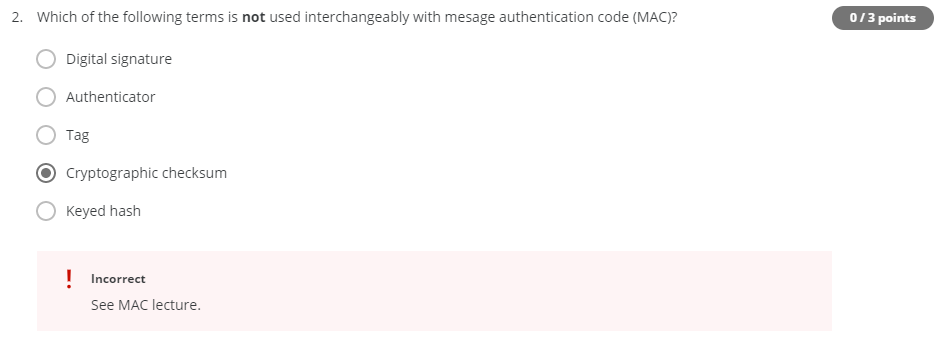 2. Which of the following terms is not used interchangeably with mesage authentication code (MAC)?
0 / 3 points
Digital signature
Authenticator
Tag
Cryptographic checksum
Keyed hash
! Incorrect
See MAC lecture.